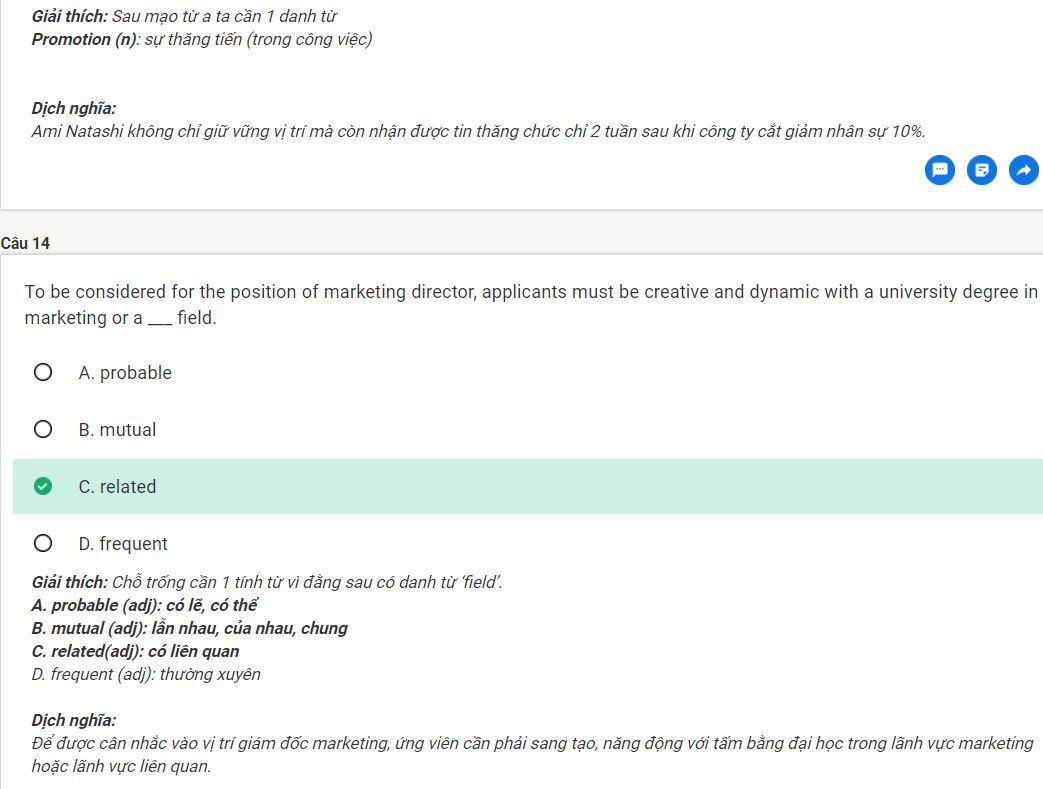 Giải thích: Sau mạo từ a ta cần 1 danh từ
Promotion (n): sự thăng tiến (trong công việc)
Dịch nghĩa:
Ami Natashi không chỉ giữ vững vị trí mà còn nhận được tin thăng chức chỉ 2 tuần sau khi công ty cắt giảm nhân sự 10%.
Câu 14
To be considered for the position of marketing director, applicants must be creative and dynamic with a university degree in
marketing or a ___ field.
A. probable
B. mutual
C. related
D. frequent
Giải thích: Chỗ trống cần 1 tính từ vì đằng sau có danh từ ‘field’.
A. probable (adj): có lẽ, có thể
B. mutual (adj): lẫn nhau, của nhau, chung
C. related(adj): có liên quan
D. frequent (adj): thường xuyên
Dịch nghĩa:
Để được cân nhắc vào vị trí giám đốc marketing, ứng viên cần phải sang tạo, năng động với tấm bằng đại học trong lãnh vực marketing
hoặc lãnh vực liên quan.